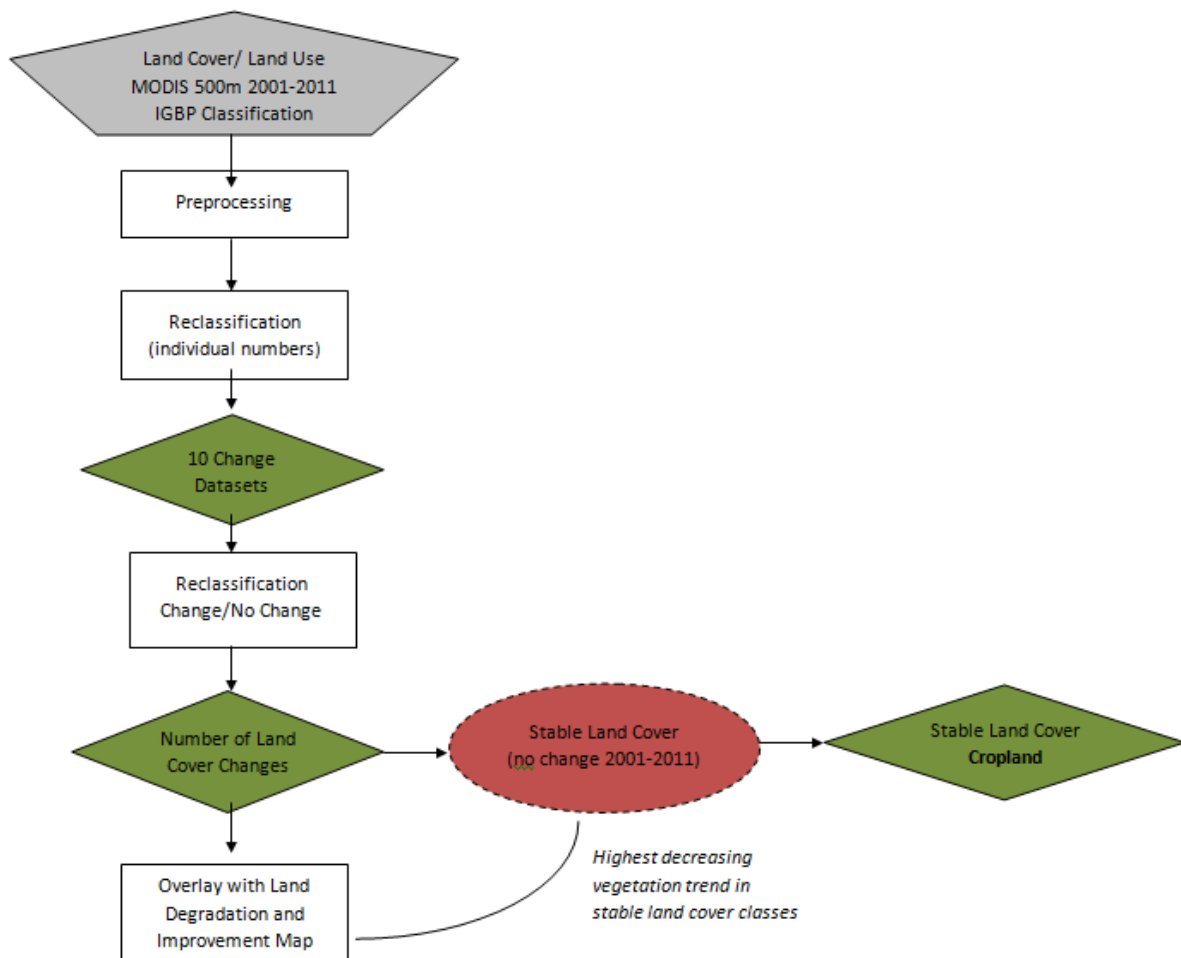 Land Cover/ Land Use
MODIS 500m 2001-2011
IGBP Classification
Preprocessing
Reclassification
(individual numbers)
10 Change
Datasets
Reclassification
Change/No Change
Number of Land
Cover Changes
Stable Land Cover
(no change 2001-2011)
Stable Land Cover
Cropland
Highest decreasing
vegetation trend in
stable land cover classes
Overlay with Land
Degradation and
Improvement Map